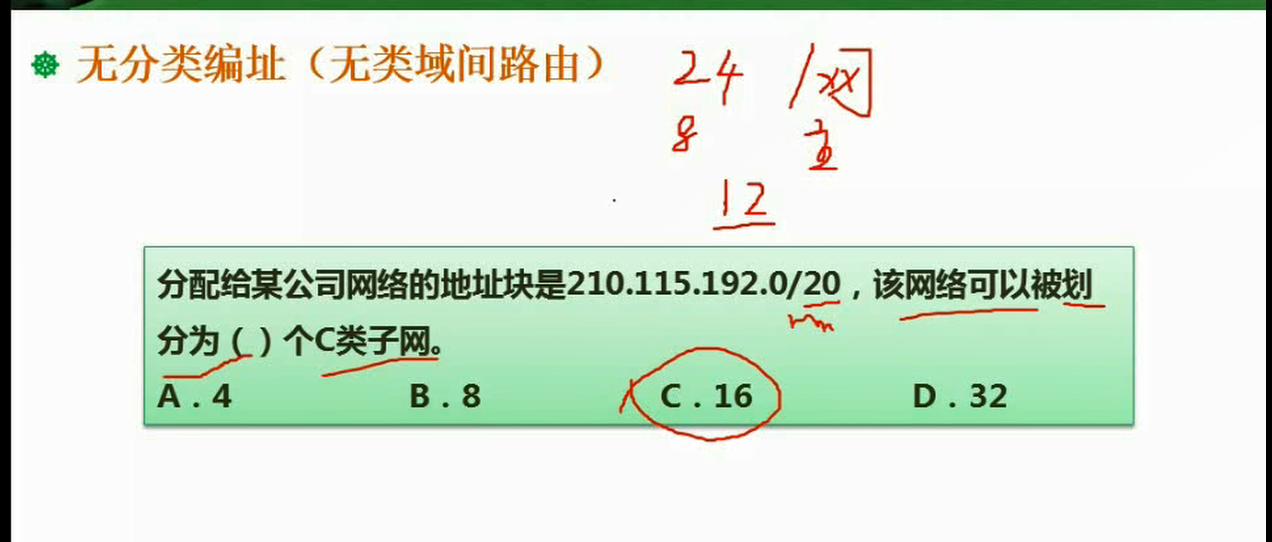 无分类编址（无类域间路由）
24 /xx网
8 主
12
分配给某公司网络的地址块是210.115.192.0/20，该网络可以被划
分为（ ）个C类子网。
A．4 B．8 C．16 D．32